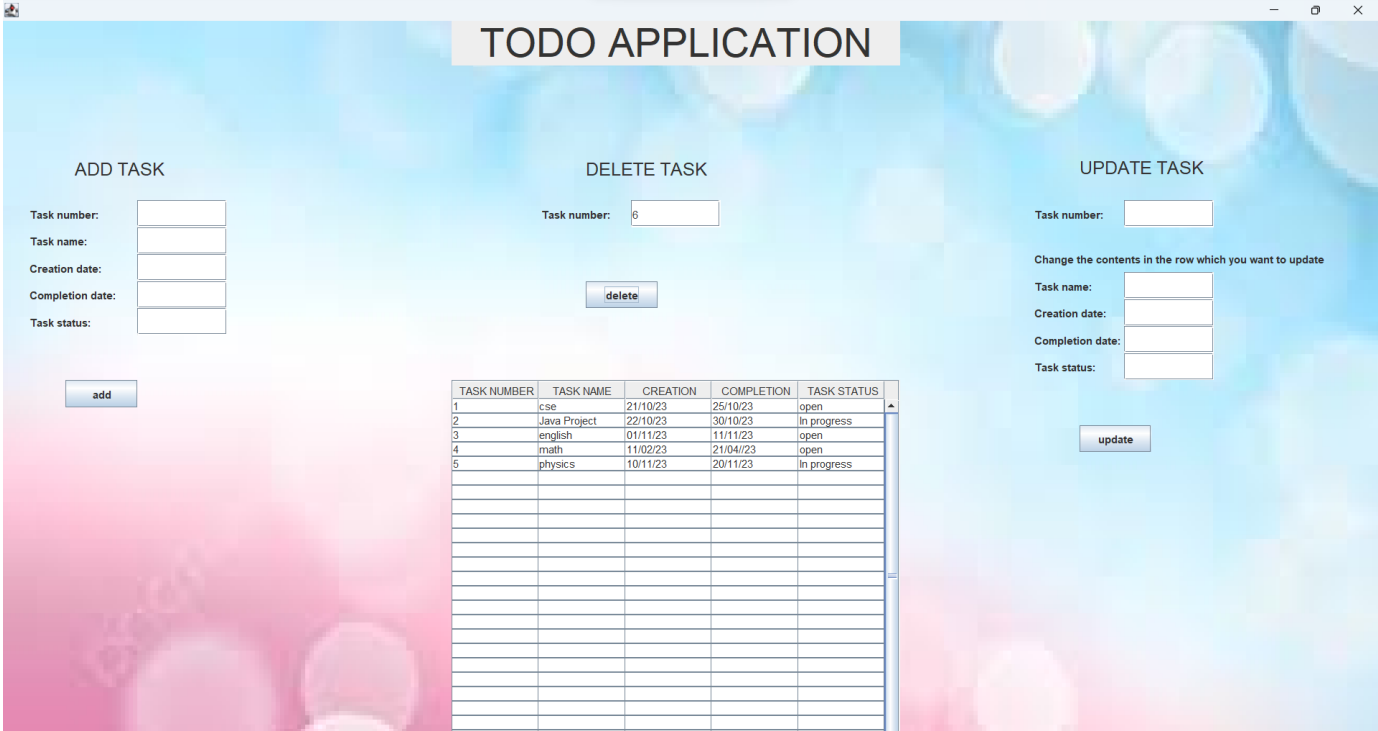 TODO APPLICATION
ADD TASK
Task number:
Task name:
Creation date:
Completion date:
Task status:
add
DELETE TASK
Task number: 6
delete
UPDATE TASK
Task number:
Change the contents in the row which you want to update
Task name:
Creation date:
Completion date:
Task status:
update
TASK NUMBER TASK NAME CREATION COMPLETION TASK STATUS
1 cse 21/10/23 25/10/23 open
2 Java Project 22/10/23 30/10/23 In progress
3 english 01/11/23 11/11/23 open
4 math 11/02/23 21/04//23 open
5 physics 10/11/23 20/11/23 In progress